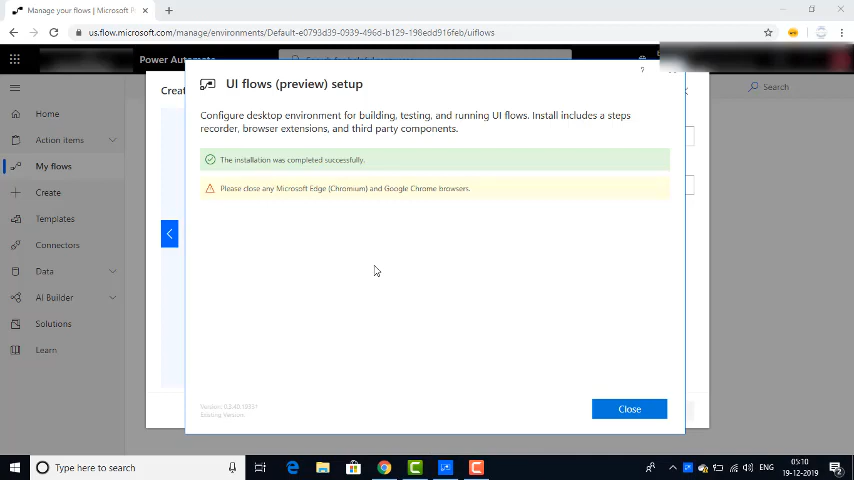 Manage your flows | Microsoft P
us.flow.microsoft.com/manage/environments/Default-e0793d39-0939-496d-b129-198edd916feb/uiflows
Power Automate
Search
Home
Action items
My flows
Create
Templates
Connectors
Data
AI Builder
Solutions
Learn
Creat
UI flows (preview) setup
?
Configure desktop environment for building, testing, and running UI flows. Install includes a steps
recorder, browser extensions, and third party components.
The installation was completed successfully.
Please close any Microsoft Edge (Chromium) and Google Chrome browsers.
Existing Version:
Close
Type here to search
ENG
05:10
19-12-2019
2